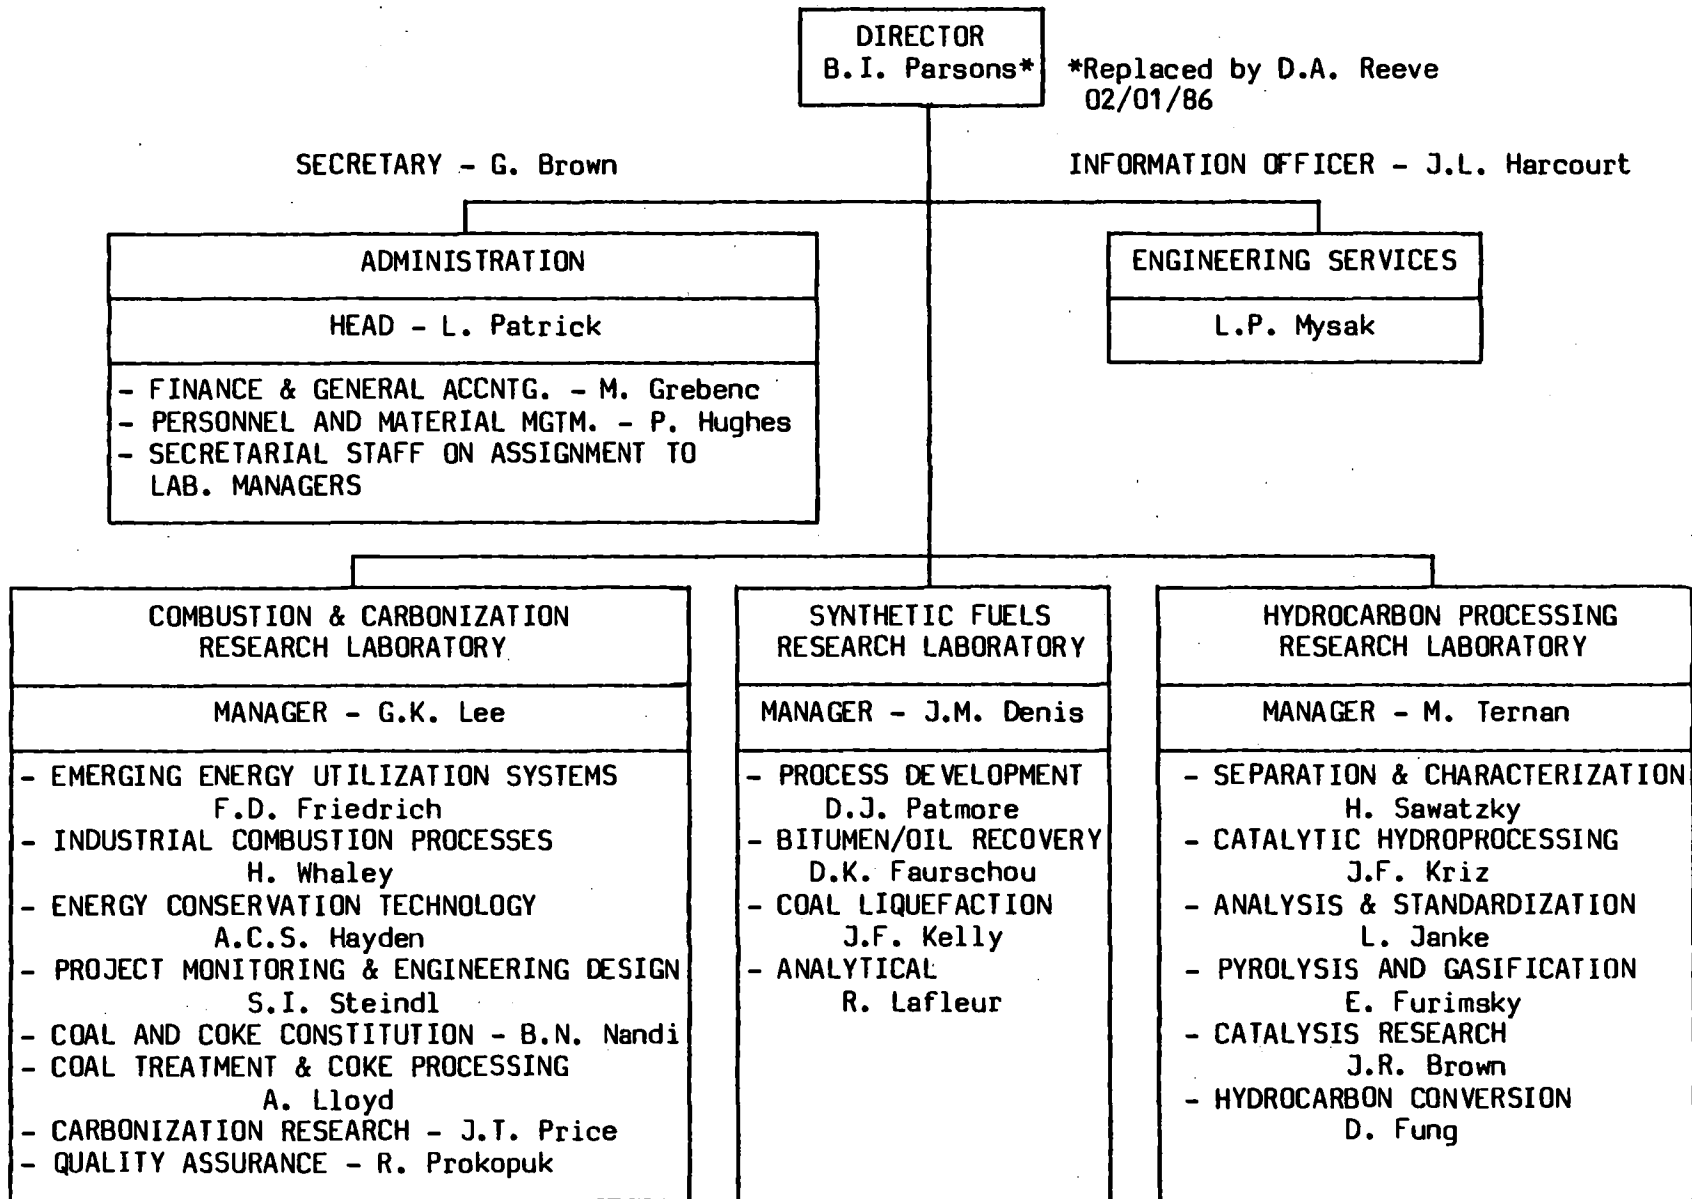 DIRECTOR
B.I. Parsons*
*Replaced by D.A. Reeve
02/01/86
SECRETARY - G. Brown
INFORMATION OFFICER - J.L. Harcourt
ADMINISTRATION
HEAD - L. Patrick
- FINANCE & GENERAL ACCNTG. - M. Grebenc
- PERSONNEL AND MATERIAL MGTM. - P. Hughes
- SECRETARIAL STAFF ON ASSIGNMENT TO
LAB. MANAGERS
ENGINEERING SERVICES
L.P. Mysak
COMBUSTION & CARBONIZATION
RESEARCH LABORATORY
MANAGER - G.K. Lee
- EMERGING ENERGY UTILIZATION SYSTEMS
F.D. Friedrich
- INDUSTRIAL COMBUSTION PROCESSES
H. Whaley
- ENERGY CONSERVATION TECHNOLOGY
A.C.S. Hayden
- PROJECT MONITORING & ENGINEERING DESIGN
S.I. Steindl
- COAL AND COKE CONSTITUTION - B.N. Nandi
- COAL TREATMENT & COKE PROCESSING
A. Lloyd
- CARBONIZATION RESEARCH - J.T. Price
- QUALITY ASSURANCE - R. Prokopuk
SYNTHETIC FUELS
RESEARCH LABORATORY
MANAGER - J.M. Denis
- PROCESS DEVELOPMENT
D.J. Patmore
- BITUMEN/OIL RECOVERY
D.K. Faurschou
- COAL LIQUEFACTION
J.F. Kelly
- ANALYTICAL
R. Lafleur
HYDROCARBON PROCESSING
RESEARCH LABORATORY
MANAGER - M. Ternan
- SEPARATION & CHARACTERIZATION
H. Sawatzky
- CATALYTIC HYDROPROCESSING
J.F. Kriz
- ANALYSIS & STANDARDIZATION
L. Janke
- PYROLYSIS AND GASIFICATION
E. Furimsky
- CATALYSIS RESEARCH
J.R. Brown
- HYDROCARBON CONVERSION
D. Fung